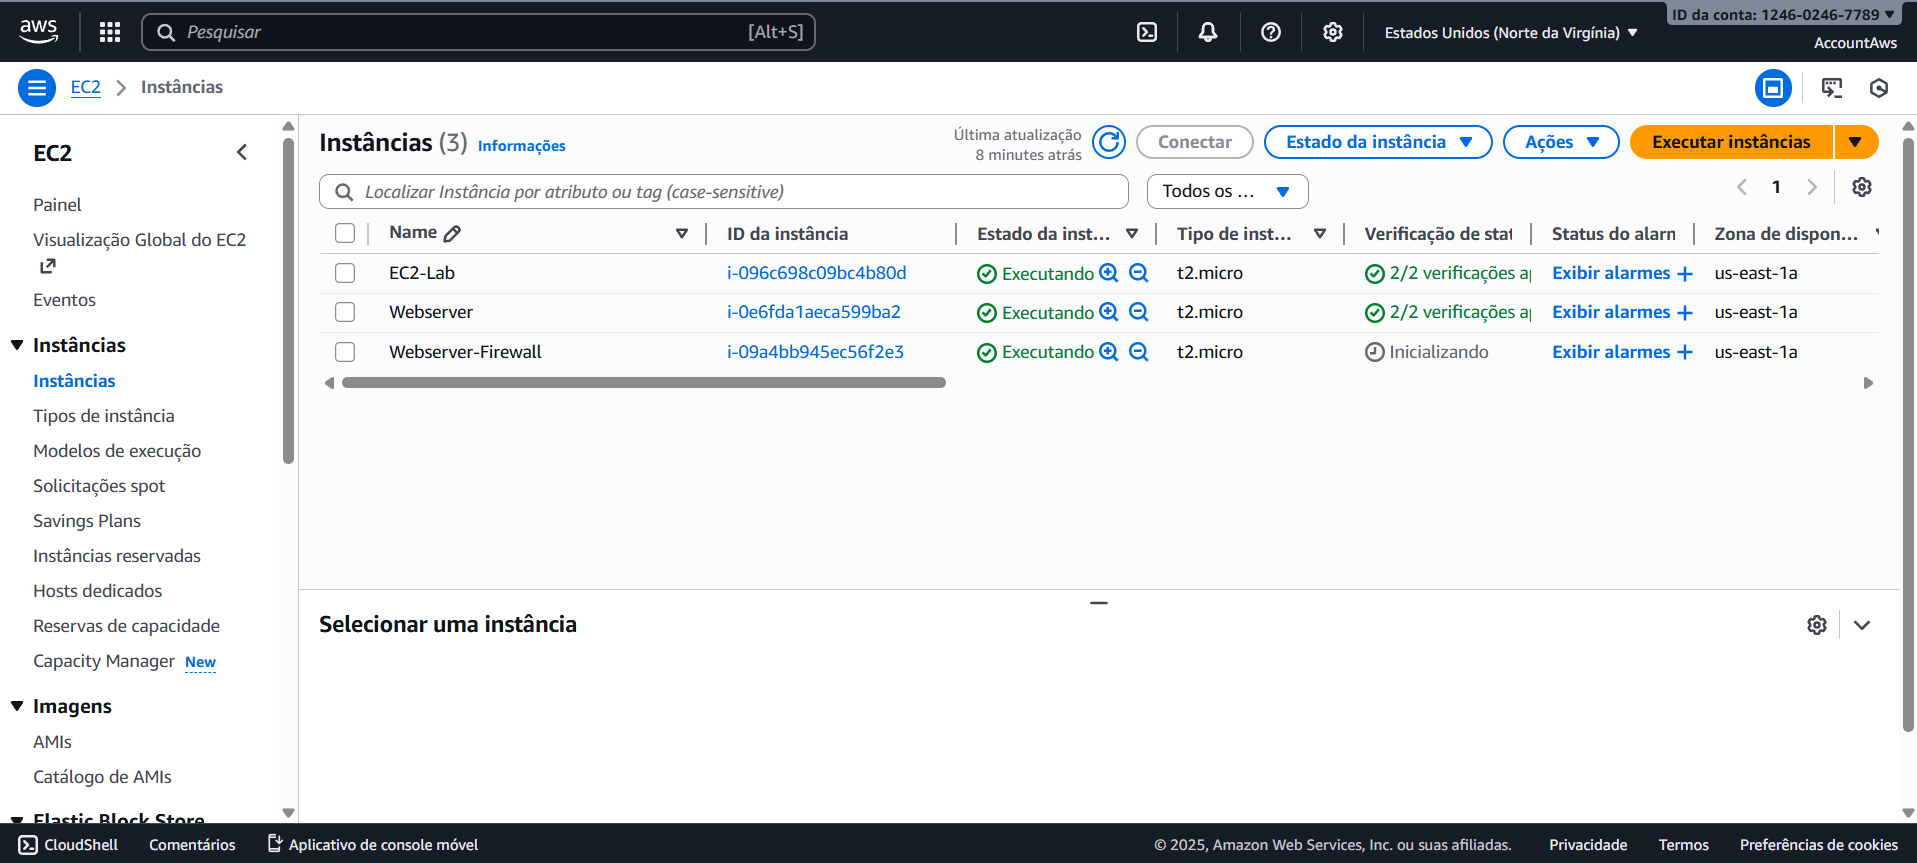 aws
Pesquisar [Alt+S]
Estados Unidos (Norte da Virgínia)
ID da conta: 1246-0246-7789
AccountAws
EC2 Instâncias
EC2
Painel
Visualização Global do EC2
Eventos
Instâncias
Instâncias
Tipos de instância
Modelos de execução
Solicitações spot
Savings Plans
Instâncias reservadas
Hosts dedicados
Reservas de capacidade
Capacity Manager New
Imagens
AMIs
Catálogo de AMIs
Elastic Block Store
Instâncias (3) Informações
Última atualização
8 minutes atrás
Conectar Estado da instância Ações Executar instâncias
Localizar Instância por atributo ou tag (case-sensitive) Todos os ... 1
Name ID da instância Estado da inst... Tipo de inst... Verificação de stat Status do alarn Zona de dispon...
EC2-Lab i-096c698c09bc4b80d Executando t2.micro 2/2 verificações ap Exibir alarmes us-east-1a
Webserver i-0e6fda1aeca599ba2 Executando t2.micro 2/2 verificações ap Exibir alarmes us-east-1a
Webserver-Firewall i-09a4bb945ec56f2e3 Executando t2.micro Inicializando Exibir alarmes us-east-1a
Selecionar uma instância
CloudShell Comentários Aplicativo de console móvel © 2025, Amazon Web Services, Inc. ou suas afiliadas. Privacidade Termos Preferências de cookies